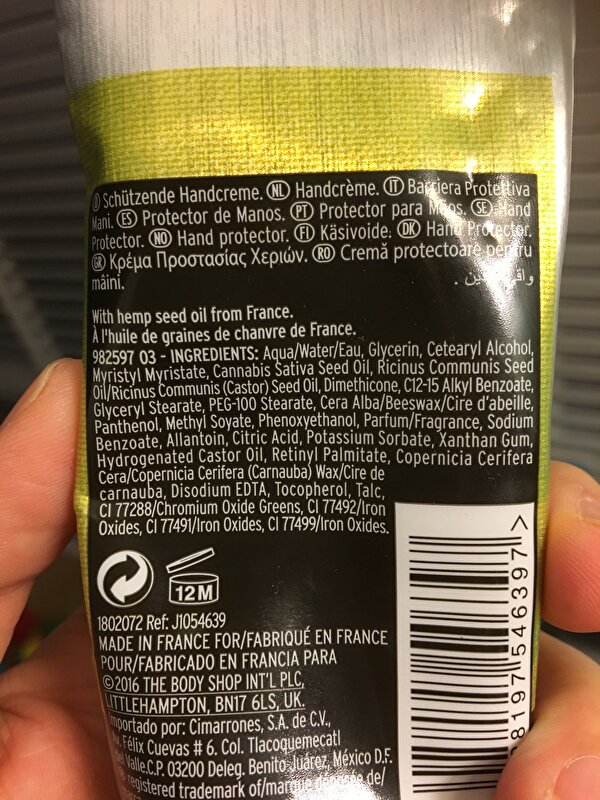 Ⓓ Schützende Handcreme. (NL) Handcrème. (IT) Barriera Protettiva
Mani. (ES) Protector de Manos. (PT) Protector para Mãos. (SE) Hand
Protector. (NO) Hand protector. (FI) Käsivoide. (DK) Hand Protector.
(GR) Κρέμα Προστασίας Χεριών. (RO) Cremă protectoare pentru
mâini.
With hemp seed oil from France.
À l'huile de graines de chanvre de France.
982597 03 - INGREDIENTS: Aqua/Water/Eau, Glycerin, Cetearyl Alcohol,
Myristyl Myristate, Cannabis Sativa Seed Oil, Ricinus Communis Seed
Oil/Ricinus Communis (Castor) Seed Oil, Dimethicone, C12-15 Alkyl Benzoate,
Glyceryl Stearate, PEG-100 Stearate, Cera Alba/Beeswax/Cire d'abeille,
Panthenol, Methyl Soyate, Phenoxyethanol, Parfum/Fragrance, Sodium
Benzoate, Allantoin, Citric Acid, Potassium Sorbate, Xanthan Gum,
Hydrogenated Castor Oil, Retinyl Palmitate, Copernicia Cerifera
Cera/Copernicia Cerifera (Carnauba) Wax/Cire de
carnauba, Disodium EDTA, Tocopherol, Talc,
CI 77288/Chromium Oxide Greens, CI 77492/Iron
Oxides, CI 77491/Iron Oxides, CI 77499/Iron Oxides.
12 M
1802072 Ref: J1054639
MADE IN FRANCE FOR/FABRIQUÉ EN FRANCE
POUR/FABRICADO EN FRANCIA PARA
©2016 THE BODY SHOP INT'L PLC,
LITTLEHAMPTON, BN17 6LS, UK.
Importado por: Cimarrones, S.A. de C.V.,
Av. Félix Cuevas # 6. Col. Tlacoquemecatl
del Valle.C.P. 03200 Deleg. Benito Juárez, México D.F.
® registered trademark of/marque déposée de/
8197 546397 >